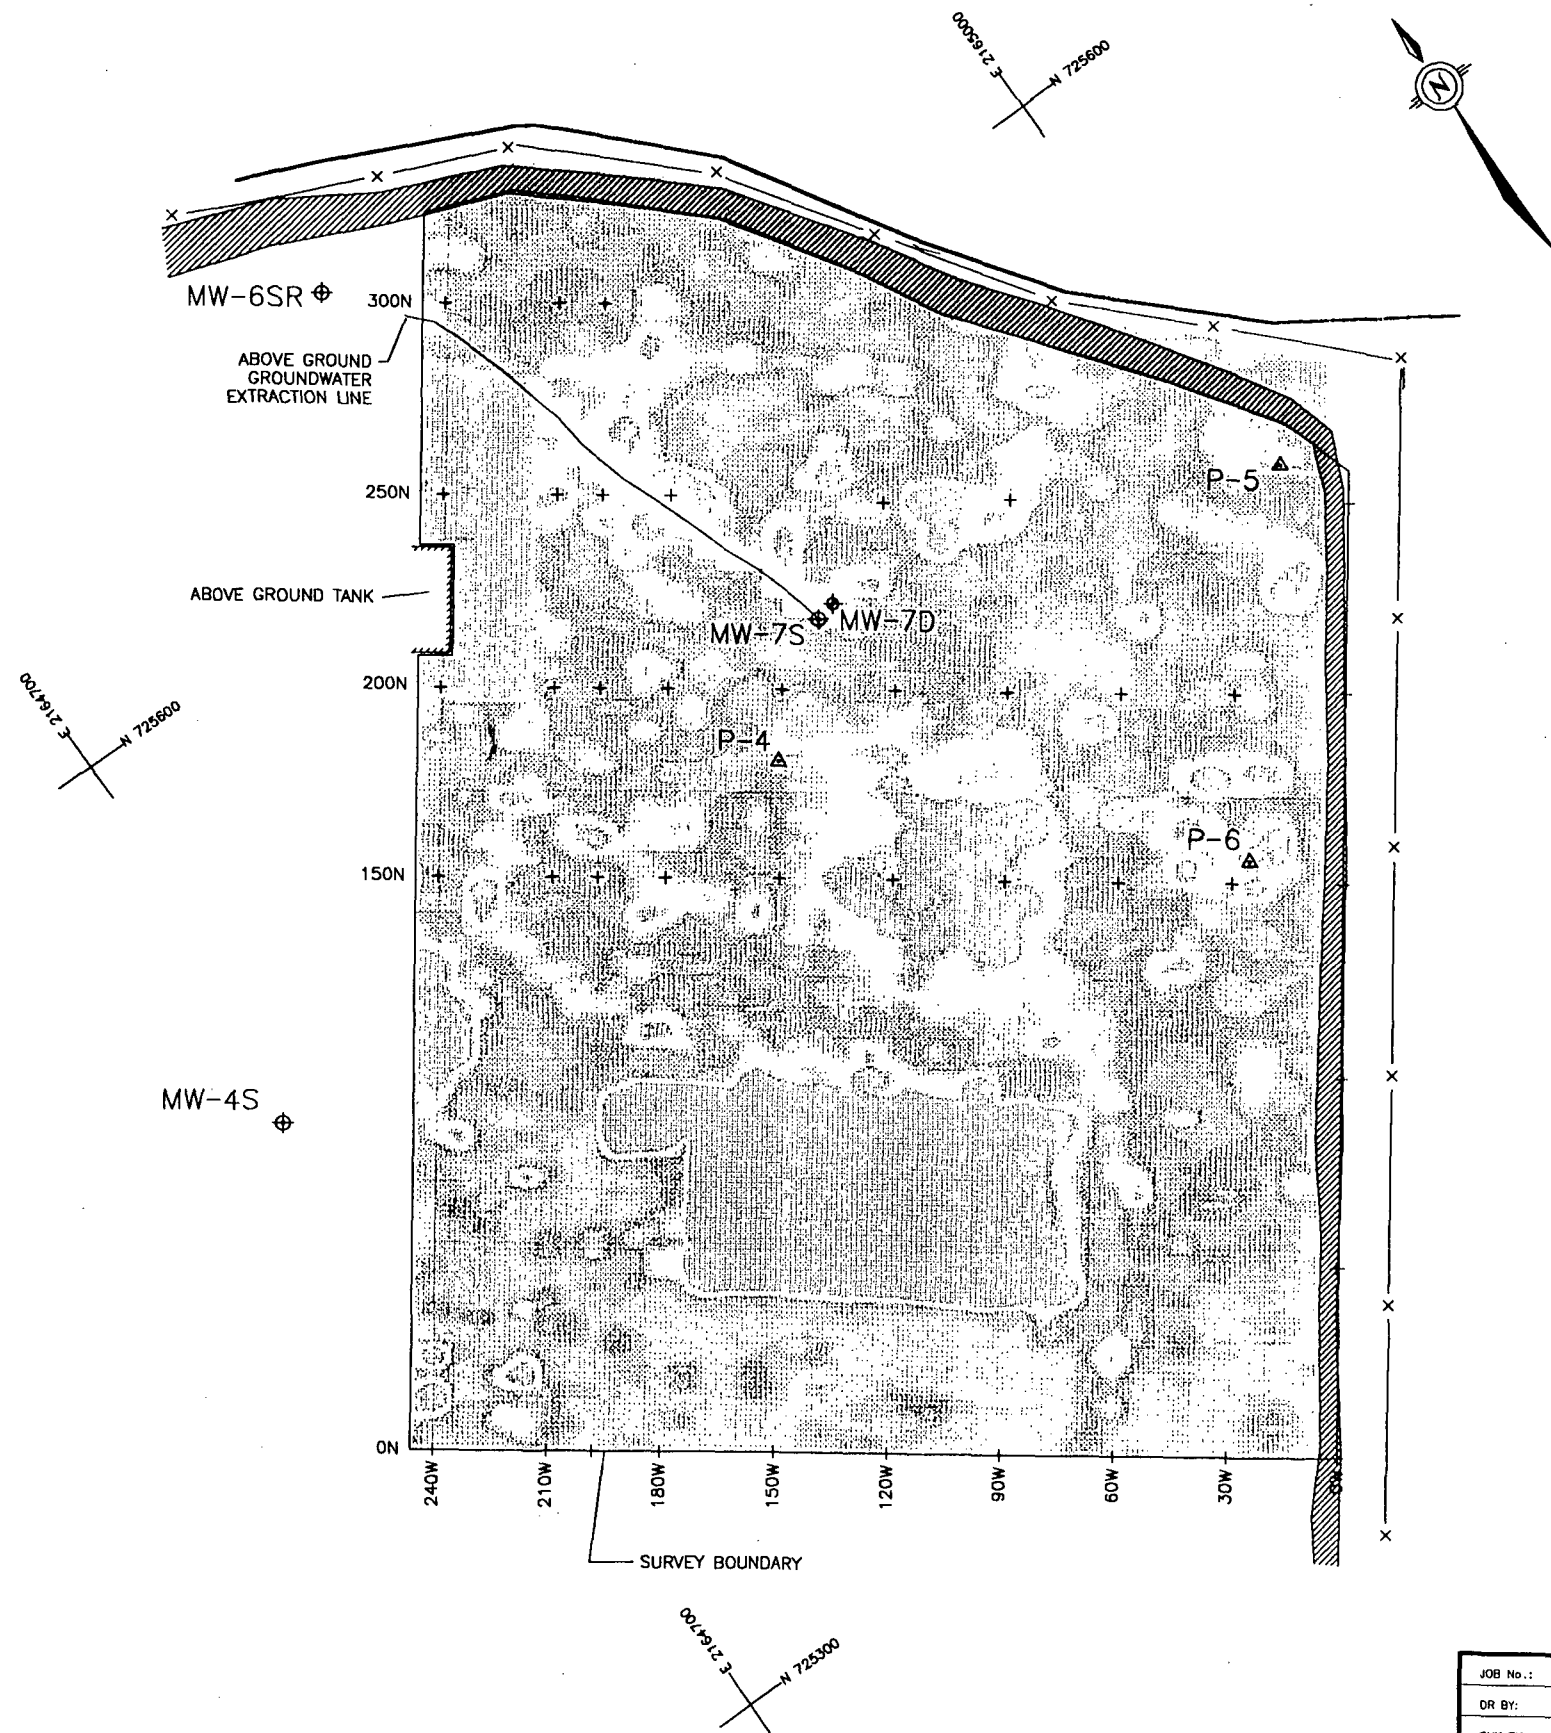 E 2165000
N 725600
N
MW-6SR
300N
ABOVE GROUND
GROUNDWATER
EXTRACTION LINE
P-5
250N
ABOVE GROUND TANK
MW-7D
MW-7S
200N
E 2164700
N 725600
P-4
P-6
150N
MW-4S
0N
240W
210W
180W
150W
120W
90W
60W
30W
0W
SURVEY BOUNDARY
E 2164700
N 725300
JOB No.:
DR BY: